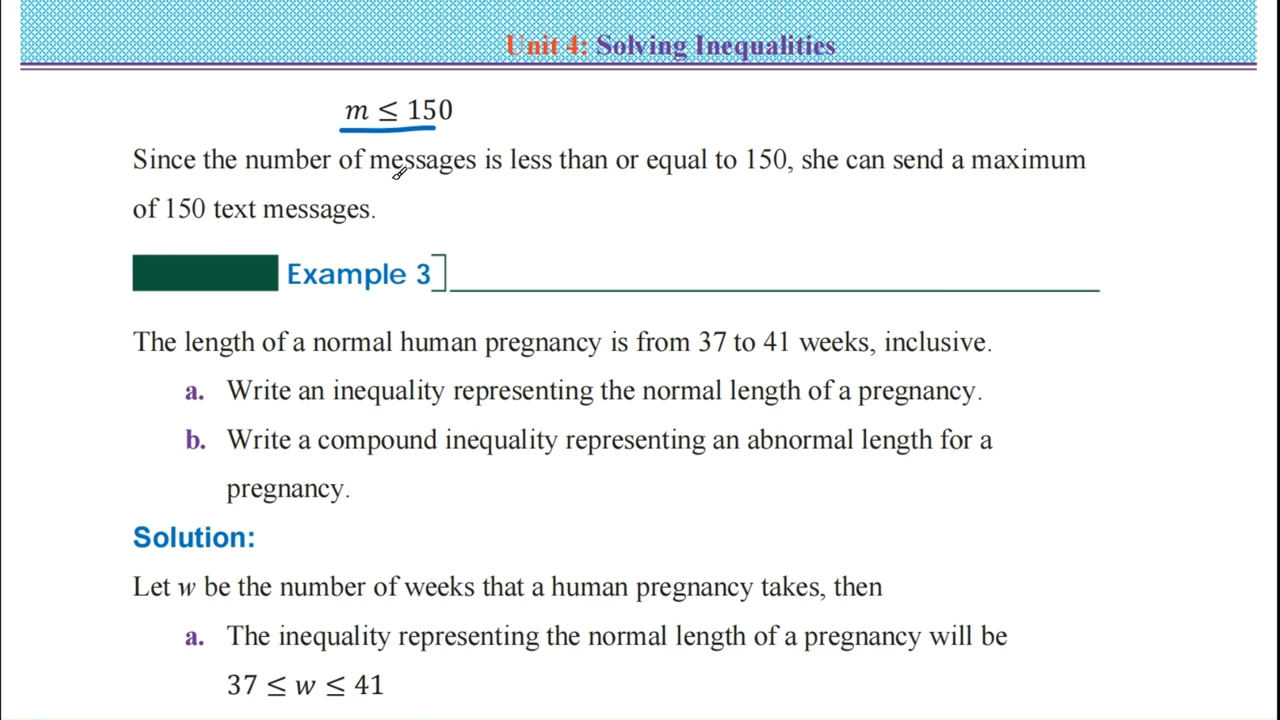 Unit 4: Solving Inequalities
m ≤ 150
Since the number of messages is less than or equal to 150, she can send a maximum
of 150 text messages.
Example 3
The length of a normal human pregnancy is from 37 to 41 weeks, inclusive.
a. Write an inequality representing the normal length of a pregnancy.
b. Write a compound inequality representing an abnormal length for a
pregnancy.
Solution:
Let w be the number of weeks that a human pregnancy takes, then
a. The inequality representing the normal length of a pregnancy will be
37 ≤ w ≤ 41